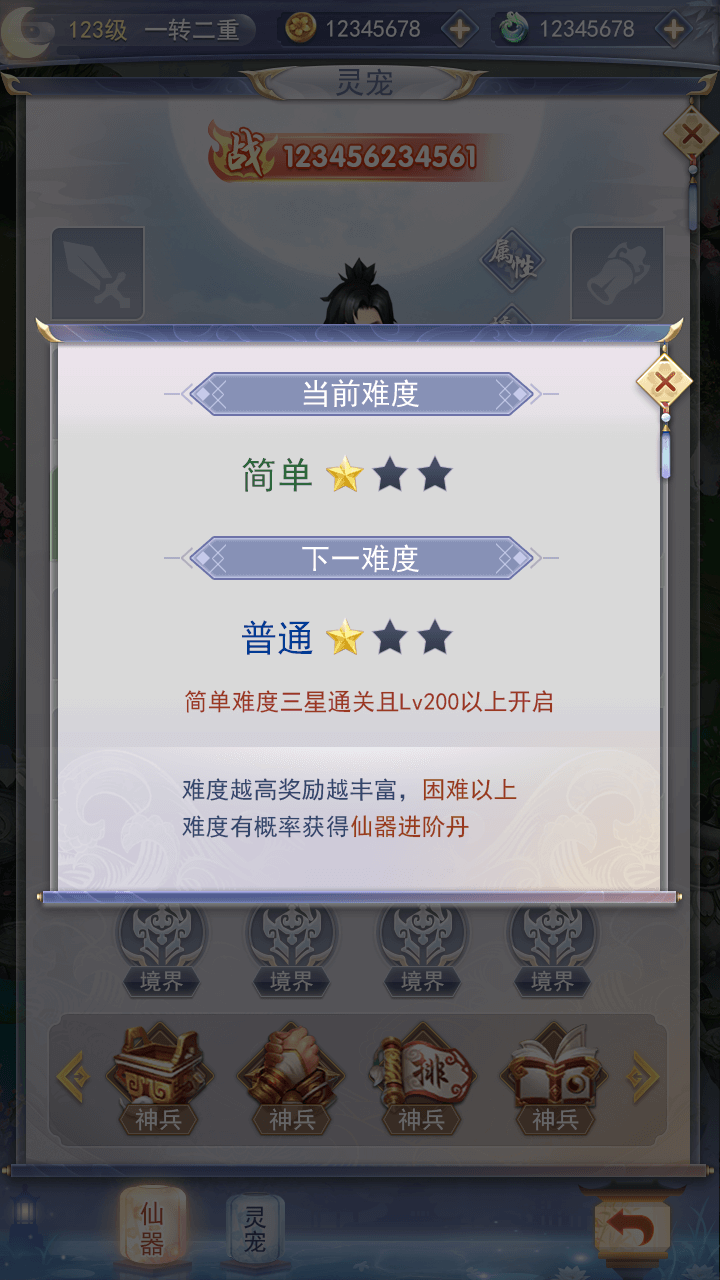 123级 一转二重 12345678 12345678
灵宠
战 123456234561
属性
当前难度
简单
下一难度
普通
简单难度三星通关且Lv200以上开启
难度越高奖励越丰富，困难以上
难度有概率获得仙器进阶丹
境界 境界 境界 境界
排
神兵 神兵 神兵 神兵
仙器 灵宠